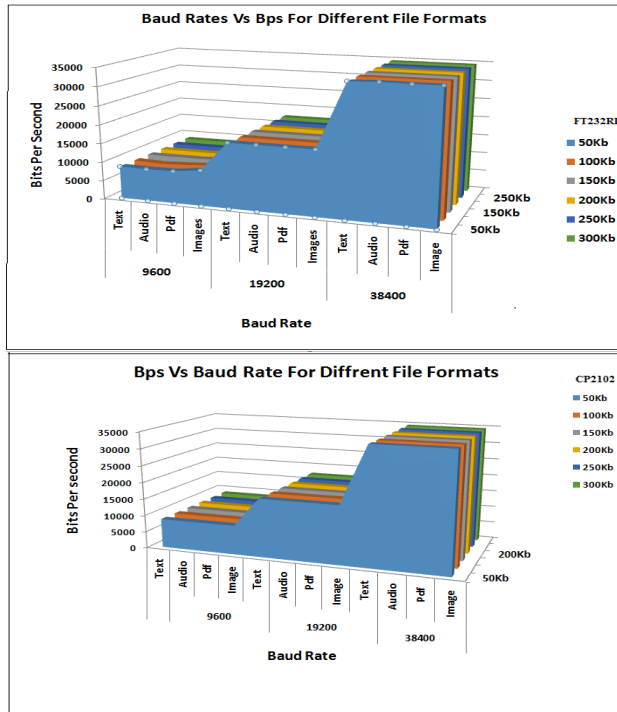 Baud Rates Vs Bps For Different File Formats
35000
30000
25000
20000
15000
10000
5000
0
Bits Per Second
Text
Audio
Pdf
Images
Text
Audio
Pdf
Images
Text
Audio
Pdf
Image
9600
19200
38400
Baud Rate
250Kb
150Kb
50Kb
50Kb
100Kb
150Kb
200Kb
250Kb
300Kb
Bps Vs Baud Rate For Diffrent File Formats
35000
30000
25000
20000
15000
10000
5000
0
Bits Per second
Text
Audio
Pdf
Image
Text
Audio
Pdf
Image
Text
Audio
Pdf
Image
9600
19200
38400
Baud Rate
200Kb
50Kb
CP2102
50Kb
100Kb
150Kb
200Kb
250Kb
300Kb